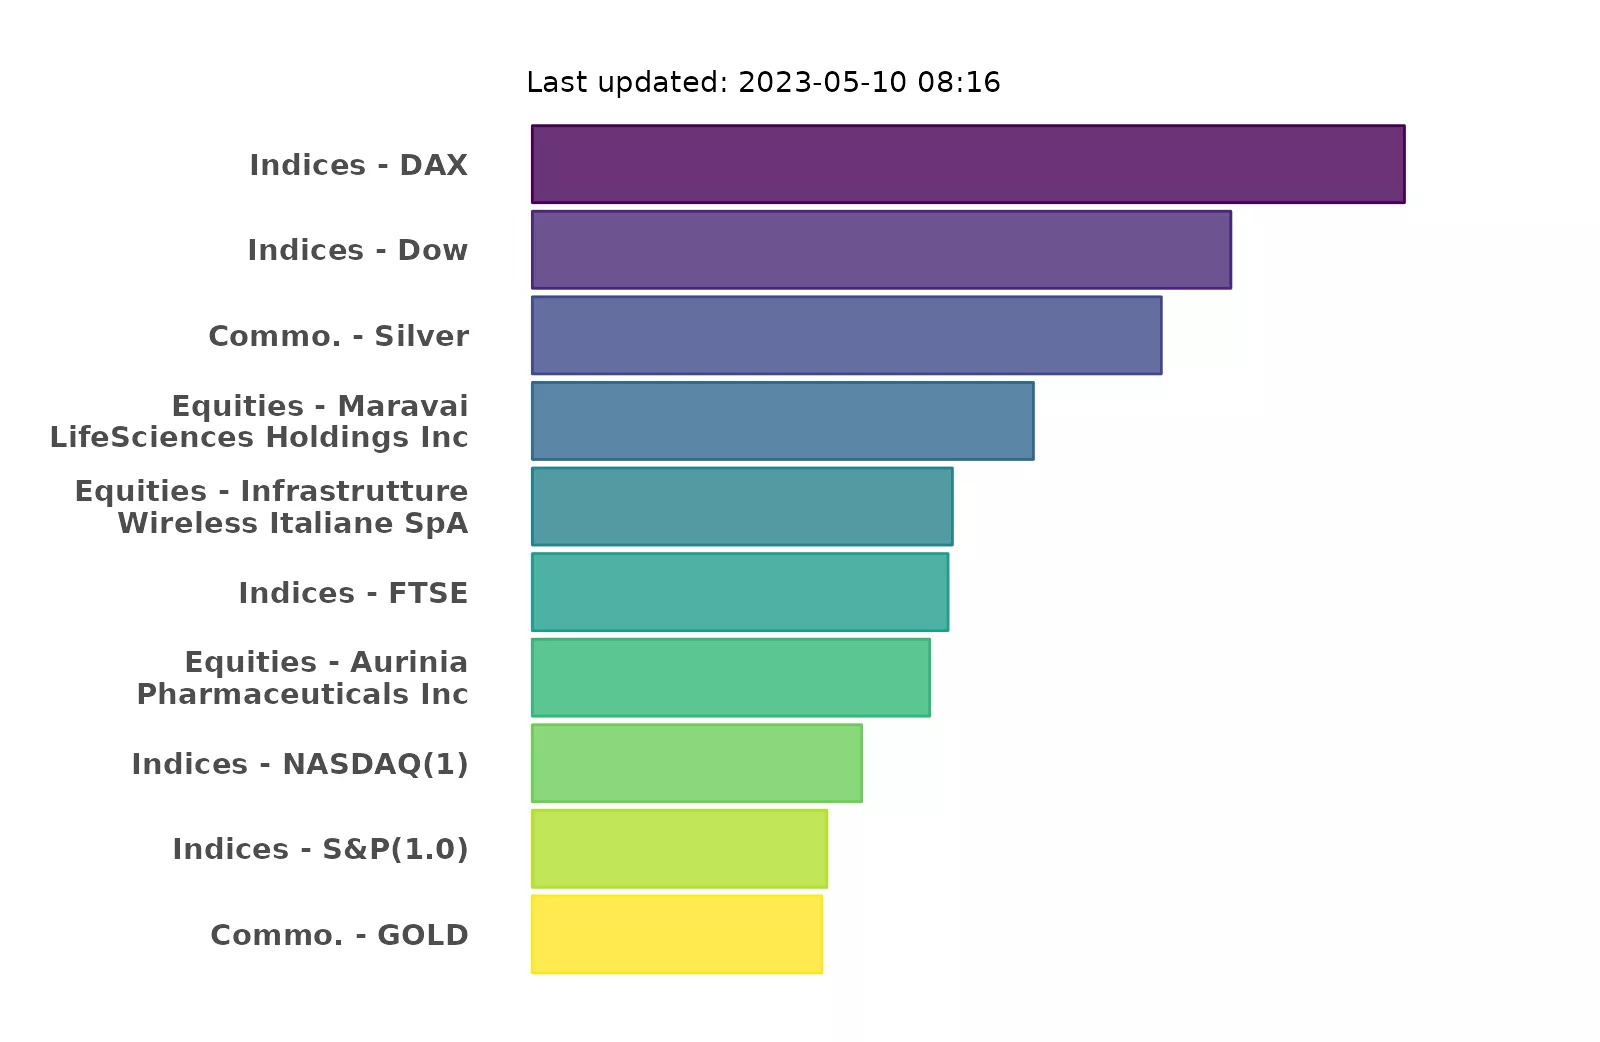 Last updated: 2023-05-10 08:16
Indices - DAX
Indices - Dow
Commo. - Silver
Equities - Maravai
LifeSciences Holdings Inc
Equities - Infrastrutture
Wireless Italiane SpA
Indices - FTSE
Equities - Aurinia
Pharmaceuticals Inc
Indices - NASDAQ(1)
Indices - S&P(1.0)
Commo. - GOLD